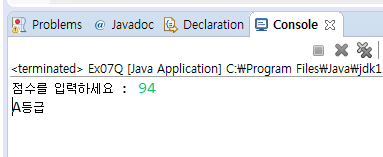 Problems @ Javadoc Declaration Console
<terminated> Ex07Q [Java Application] C:₩Program Files₩Java₩jdk1
점수를 입력하세요 : 94
A등급